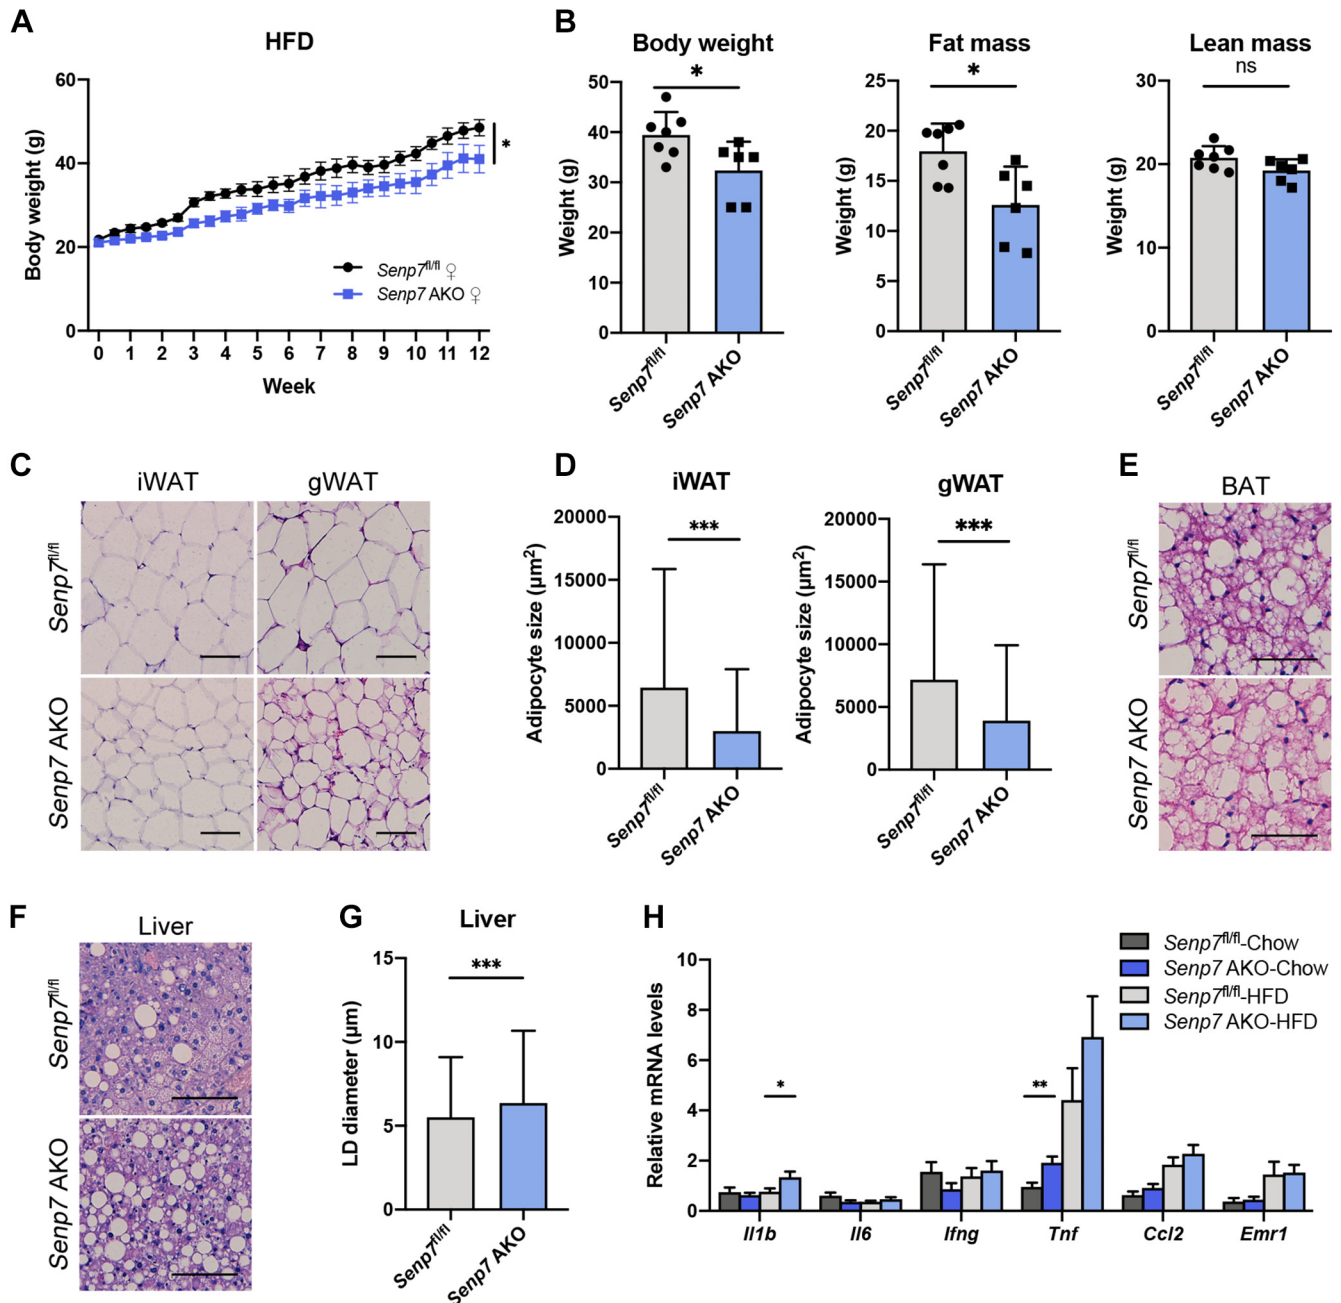 A
HFD
Body weight (g)
60
40
20
0
*
Senp7fl/fl ♀
Senp7 AKO ♀
0 1 2 3 4 5 6 7 8 9 10 11 12
Week
B
Body weight
*
Weight (g)
50
40
30
20
10
0
Senp7fl/fl
Senp7 AKO
Fat mass
*
Weight (g)
25
20
15
10
5
0
Senp7fl/fl
Senp7 AKO
Lean mass
ns
Weight (g)
30
20
10
0
Senp7fl/fl
Senp7 AKO
C
iWAT
gWAT
Senp7fl/fl
Senp7 AKO
D
iWAT
***
Adipocyte size (µm2)
20000
15000
10000
5000
0
Senp7fl/fl
Senp7 AKO
gWAT
***
Adipocyte size (µm2)
20000
15000
10000
5000
0
Senp7fl/fl
Senp7 AKO
E
BAT
Senp7fl/fl
Senp7 AKO
F
Liver
Senp7fl/fl
Senp7 AKO
G
Liver
***
LD diameter (µm)
15
10
5
0
Senp7fl/fl
Senp7 AKO
H
Senp7fl/fl-Chow
Senp7 AKO-Chow
Senp7fl/fl-HFD
Senp7 AKO-HFD
Relative mRNA levels
10
8
6
4
2
0
*
**
Il1b Il6 Ifng Tnf Ccl2 Emr1